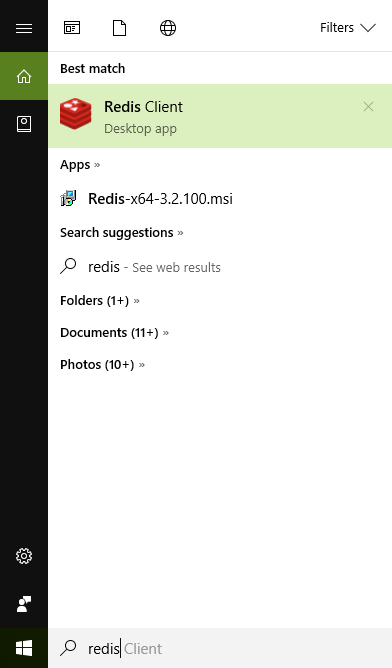 Filters
Best match
Redis Client
Desktop app
Apps »
Redis-x64-3.2.100.msi
Search suggestions »
redis - See web results
Folders (1+) »
Documents (11+) »
Photos (10+) »
redis Client